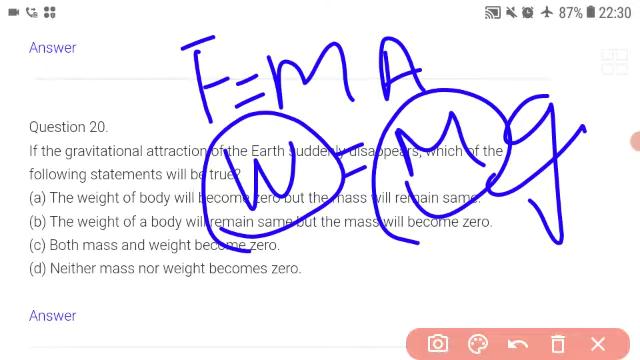 87% 22:30
Answer
F = MA
Question 20.
If the gravitational attraction of the Earth suddenly disappears, which of the
following statements will be true?
W = Mg
(a) The weight of body will become zero but the mass will remain same.
(b) The weight of a body will remain same but the mass will become zero.
(c) Both mass and weight become zero.
(d) Neither mass nor weight becomes zero.
Answer